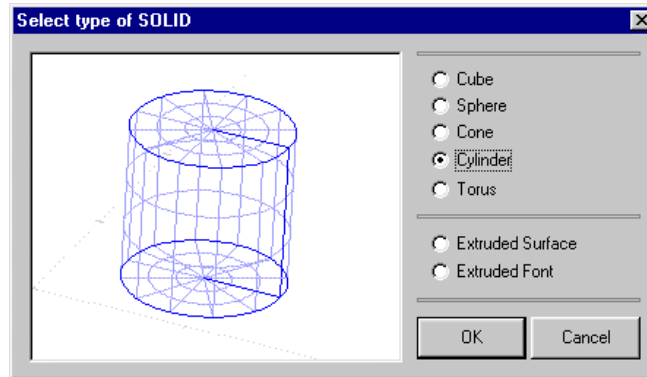 Select type of SOLID
Cube
Sphere
Cone
Cylinder
Torus
Extruded Surface
Extruded Font
OK
Cancel